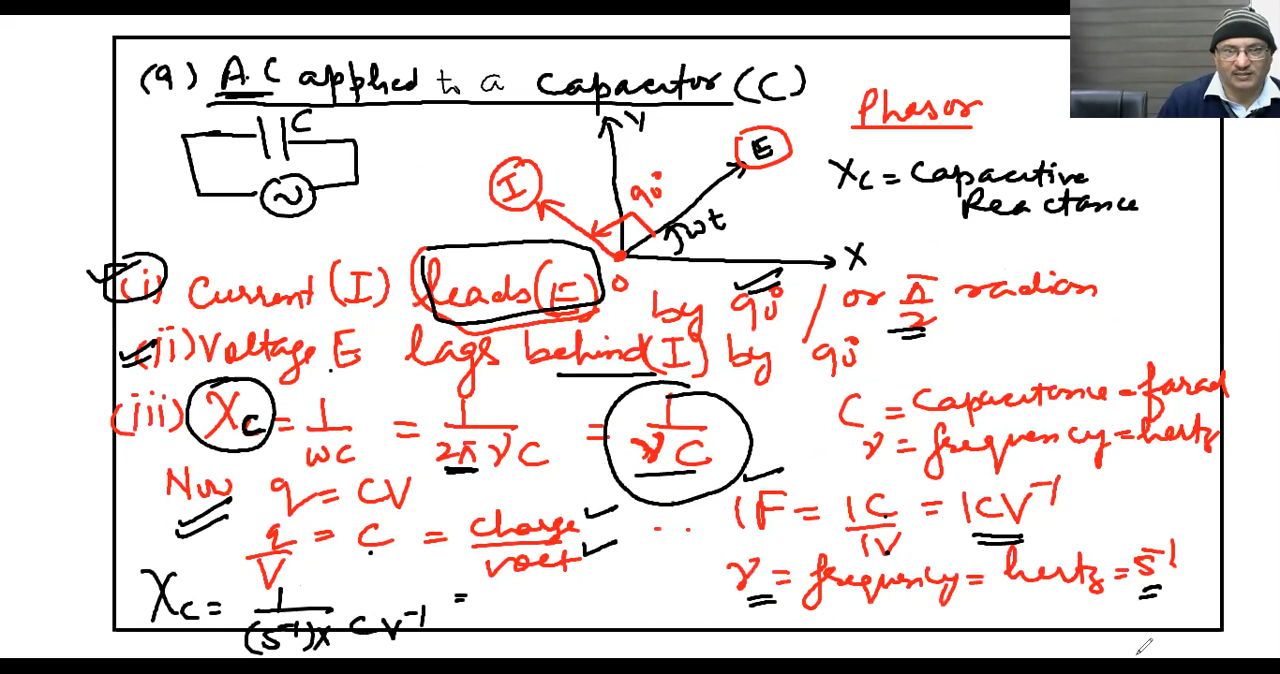 (9) A.C applied to a Capacitor (C)
C
Y
E
I
90°
ωt
X
O
Phasor
Xc = Capacitive
Reactance
(i) Current (I) (leads (E) by 90° / or π/2 radian
(ii) Voltage E lags behind (I) by 90°
(iii) Xc = 1/ωC = 1/2πνC = 1/νC
C = Capacitance = farad
ν = frequency = hertz
Now q = CV
q/V = C = charge/volt ∴ 1F = 1C/1V = 1CV⁻¹
ν = frequency = hertz = s⁻¹
Xc = 1/(s⁻¹) x CV⁻¹ =